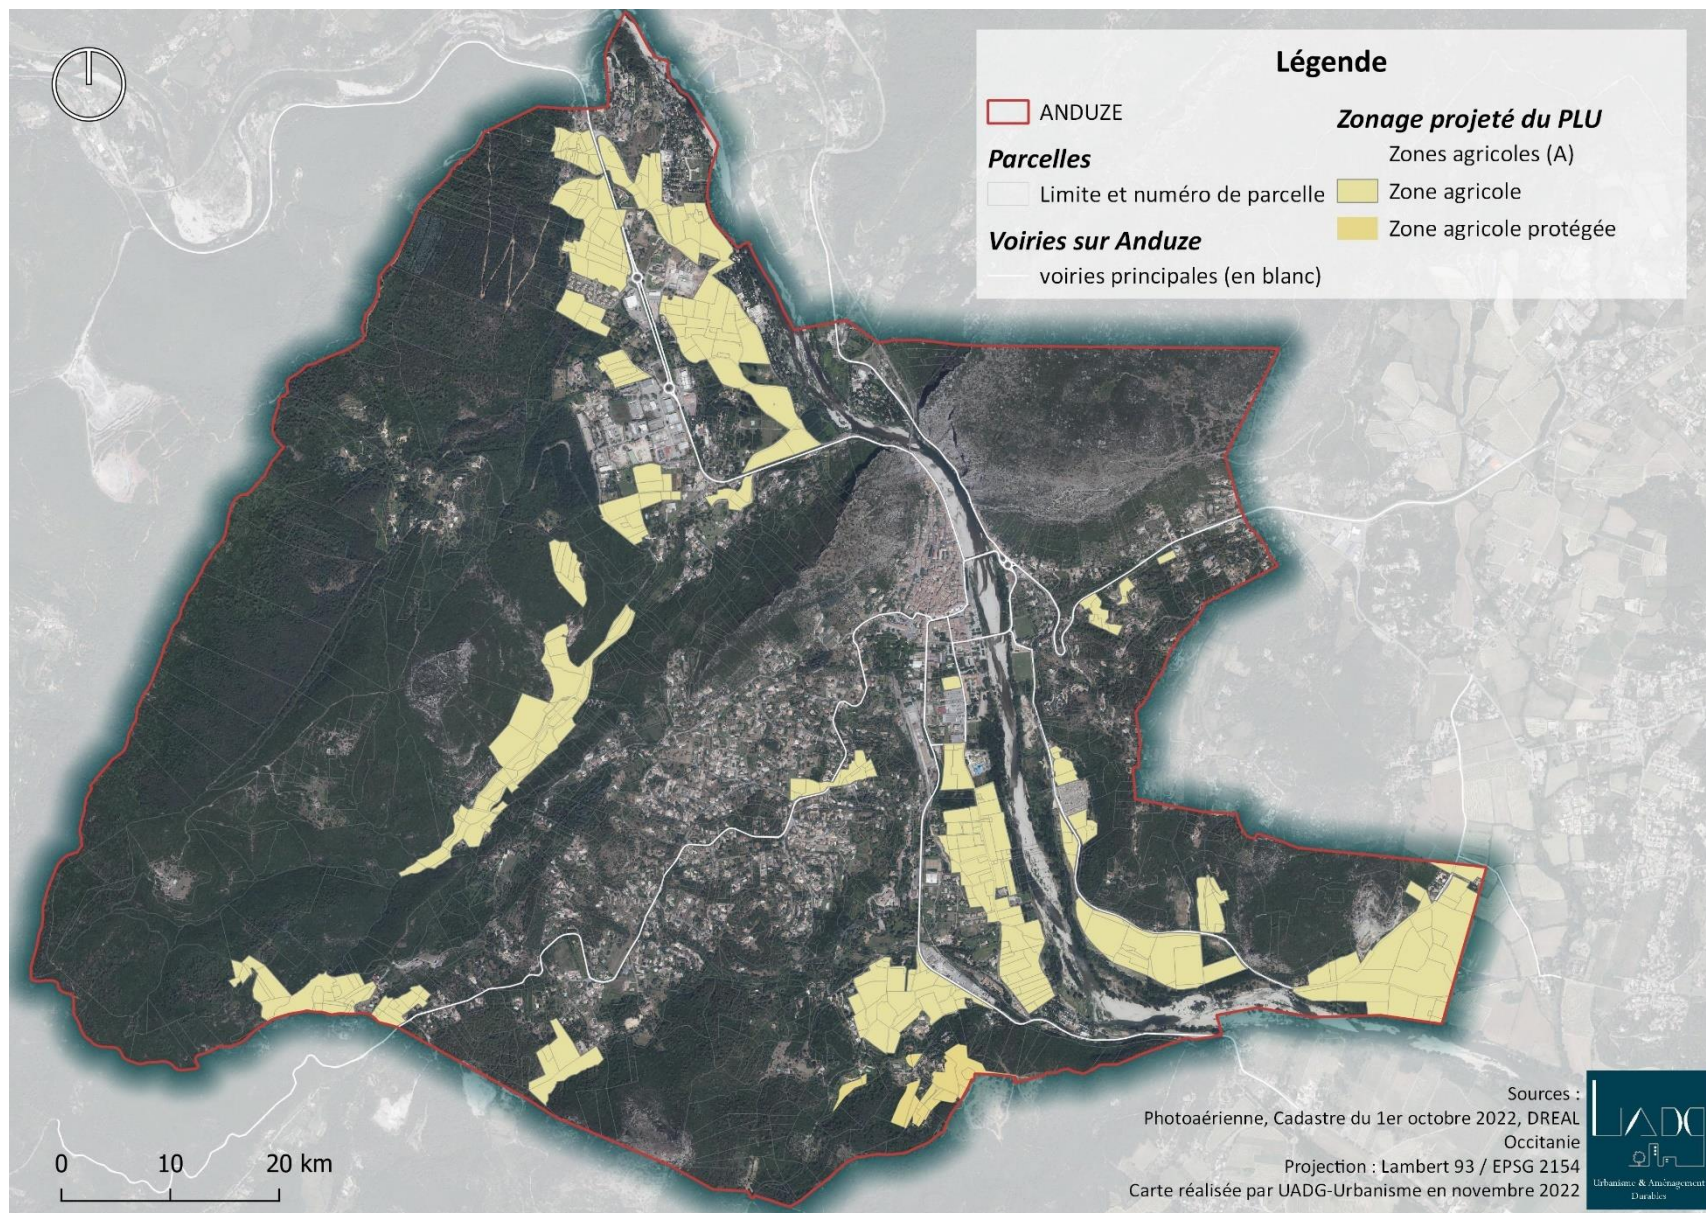 Légende
ANDUZE
Parcelles
Limite et numéro de parcelle
Voiries sur Anduze
voiries principales (en blanc)
Zonage projeté du PLU
Zones agricoles (A)
Zone agricole
Zone agricole protégée
0 10 20 km
Sources :
Photoaérienne, Cadastre du 1er octobre 2022, DREAL
Occitanie
Projection : Lambert 93 / EPSG 2154
Carte réalisée par UADG-Urbanisme en novembre 2022
UADG
Urbanisme & Aménagement
Durables